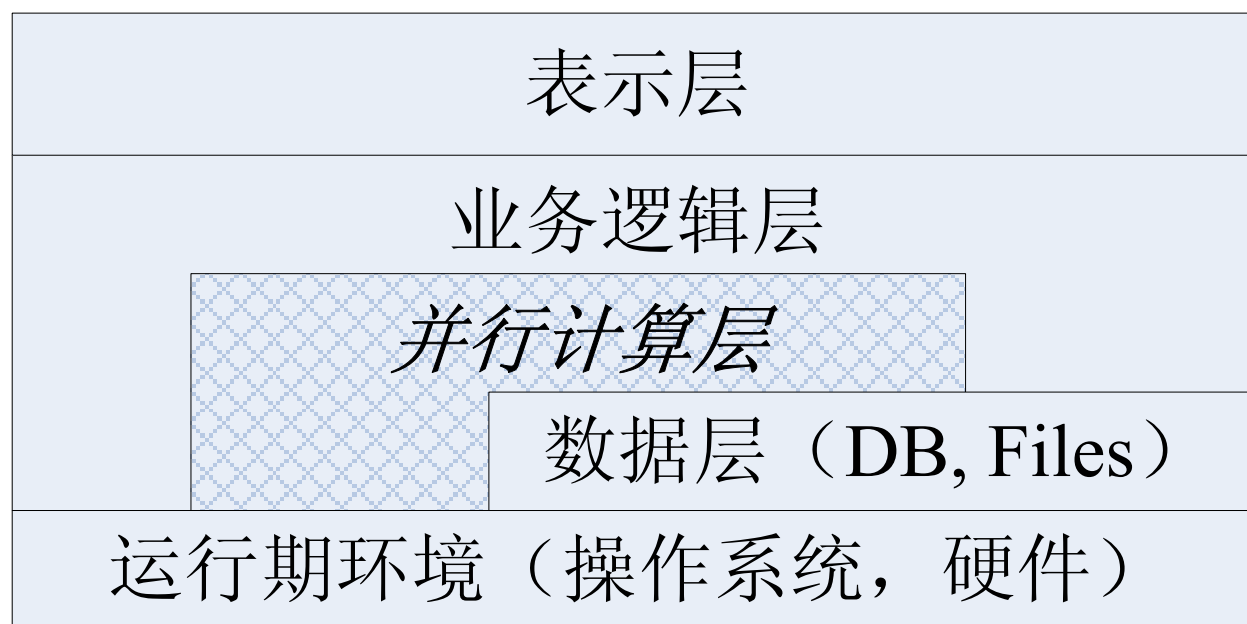 表示层
业务逻辑层
并行计算层
数据层（DB, Files）
运行期环境（操作系统，硬件）